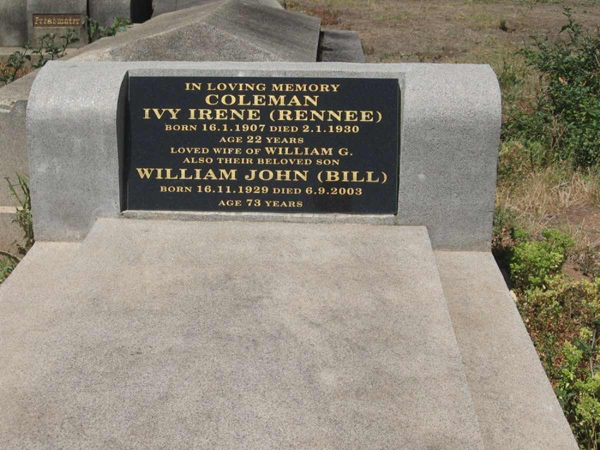 Perpetual
IN LOVING MEMORY
COLEMAN
IVY IRENE (RENNEE)
BORN 16.1.1907 DIED 2.1.1930
AGE 22 YEARS
LOVED WIFE OF WILLIAM G.
ALSO THEIR BELOVED SON
WILLIAM JOHN (BILL)
BORN 16.11.1929 DIED 6.9.2003
AGE 73 YEARS